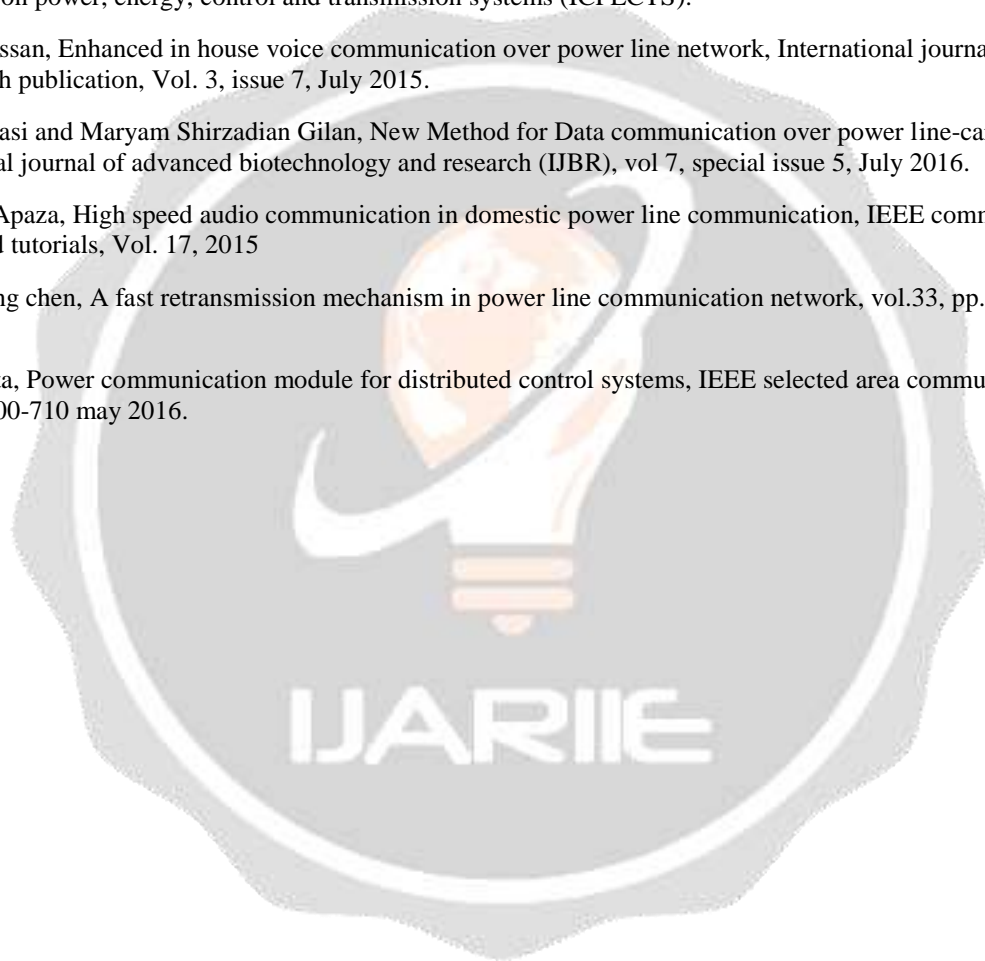 on power, energy, control and transmission systems (ICPECTS).
ssan, Enhanced in house voice communication over power line network, International journa
h publication, Vol. 3, issue 7, July 2015.
asi and Maryam Shirzadian Gilan, New Method for Data communication over power line-ca
al journal of advanced biotechnology and research (IJBR), vol 7, special issue 5, July 2016.
Apaza, High speed audio communication in domestic power line communication, IEEE comm
d tutorials, Vol. 17, 2015
ng chen, A fast retransmission mechanism in power line communication network, vol.33, pp.
ta, Power communication module for distributed control systems, IEEE selected area commu
00-710 may 2016.
IJARIIE